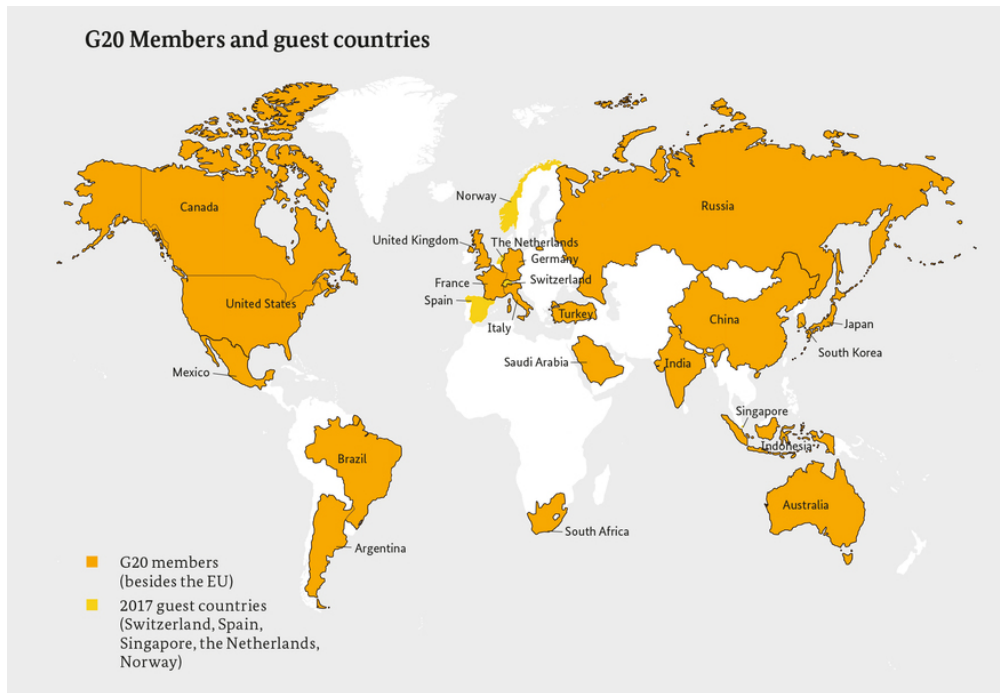 G20 Members and guest countries
Canada
Norway
Russia
United Kingdom
The Netherlands
Germany
Switzerland
France
Spain
Italy
Turkey
United States
China
Japan
South Korea
Mexico
Saudi Arabia
India
Singapore
Indonesia
Brazil
Australia
South Africa
Argentina
G20 members
(besides the EU)
2017 guest countries
(Switzerland, Spain,
Singapore, the Netherlands,
Norway)